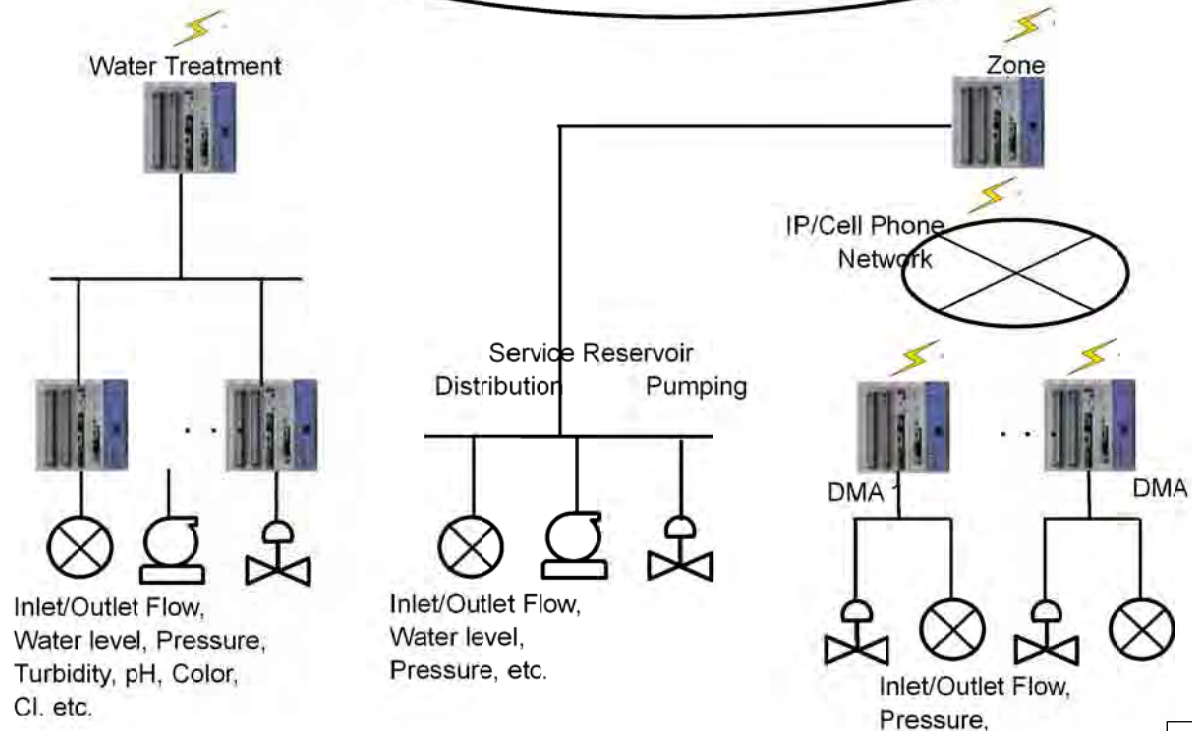 Water Treatment
Zone
IP/Cell Phone
Network
Service Reservoir
Distribution Pumping
DMA 1
DMA
Inlet/Outlet Flow,
Water level, Pressure,
Turbidity, pH, Color,
Cl. etc.
Inlet/Outlet Flow,
Water level,
Pressure, etc.
Inlet/Outlet Flow,
Pressure,